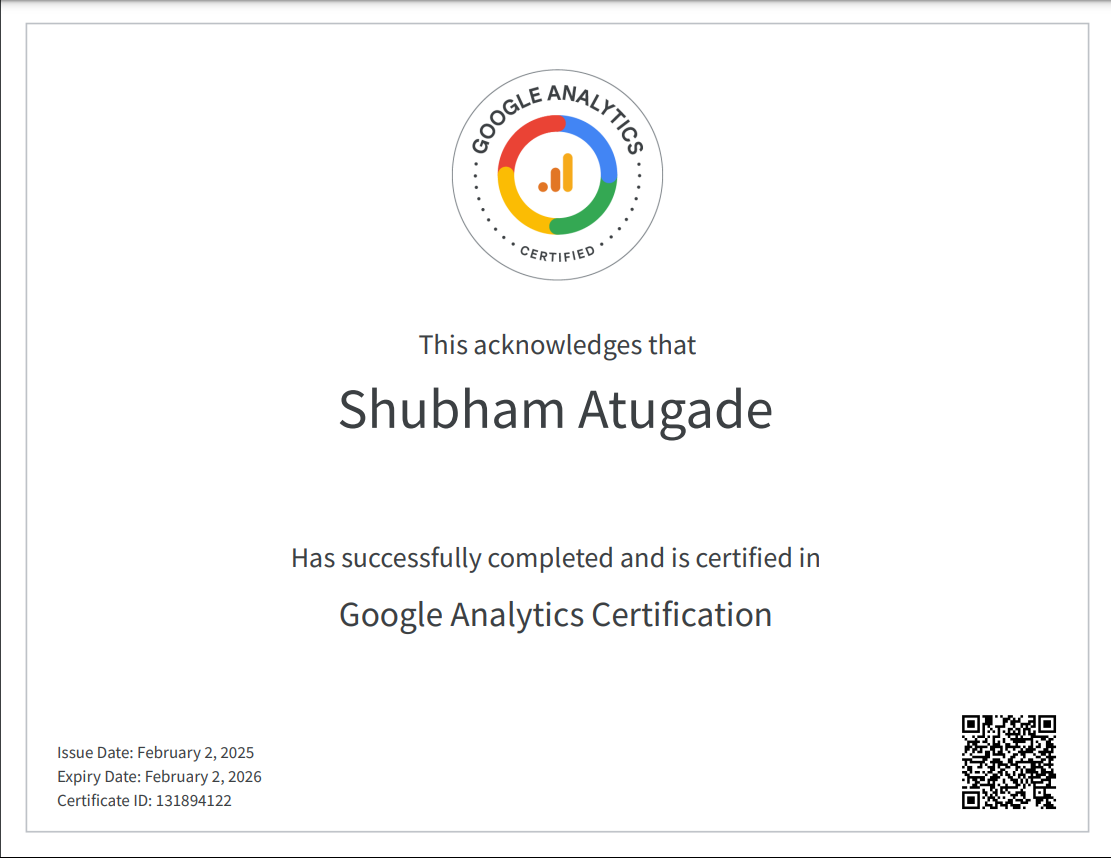 GOOGLE ANALYTICS
CERTIFIED
This acknowledges that
Shubham Atugade
Has successfully completed and is certified in
Google Analytics Certification
Issue Date: February 2, 2025
Expiry Date: February 2, 2026
Certificate ID: 131894122